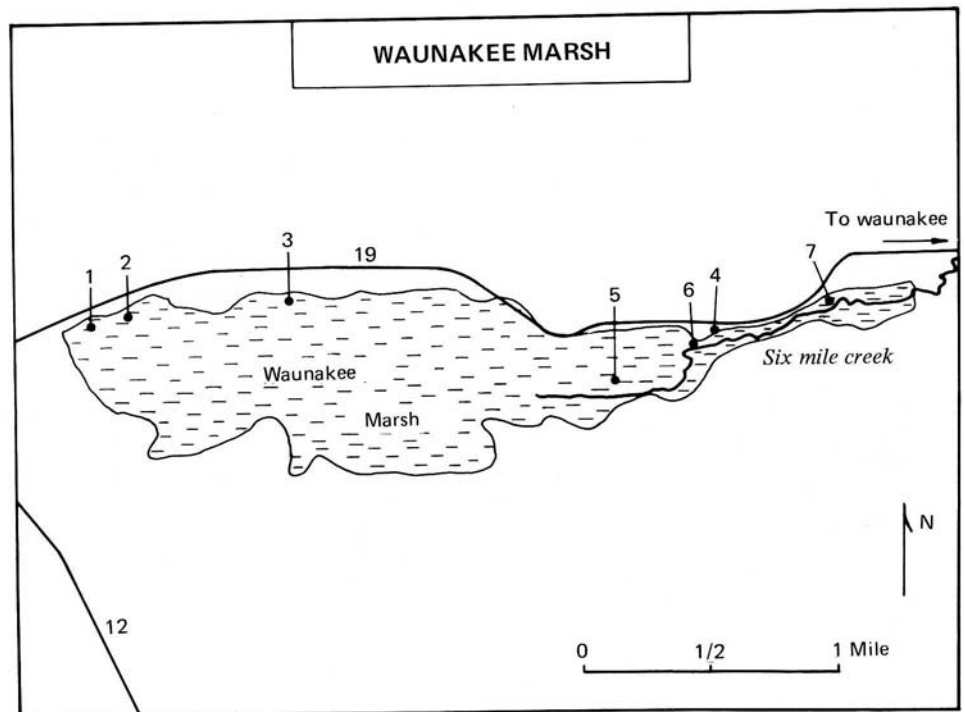 WAUNAKEE MARSH
To waunakee
19
3
7
2
1
4
6
5
Six mile creek
Waunakee
Marsh
N
12
0 1/2 1 Mile